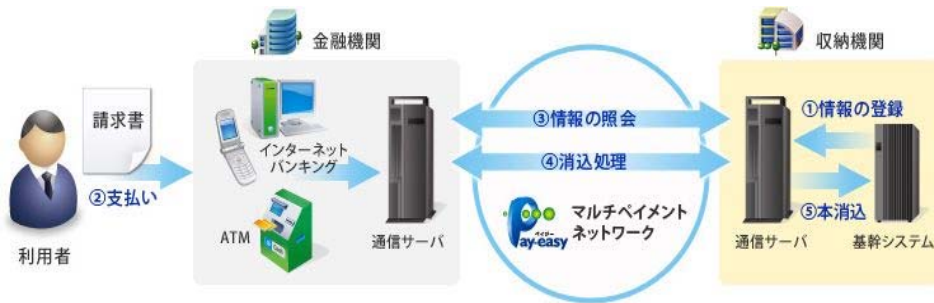 金融機関
収納機関
請求書
②支払い
利用者
インターネット
バンキング
ATM
通信サーバ
③情報の照会
④消込処理
ペイジー
Pay-easy
マルチペイメント
ネットワーク
①情報の登録
⑤本消込
通信サーバ
基幹システム